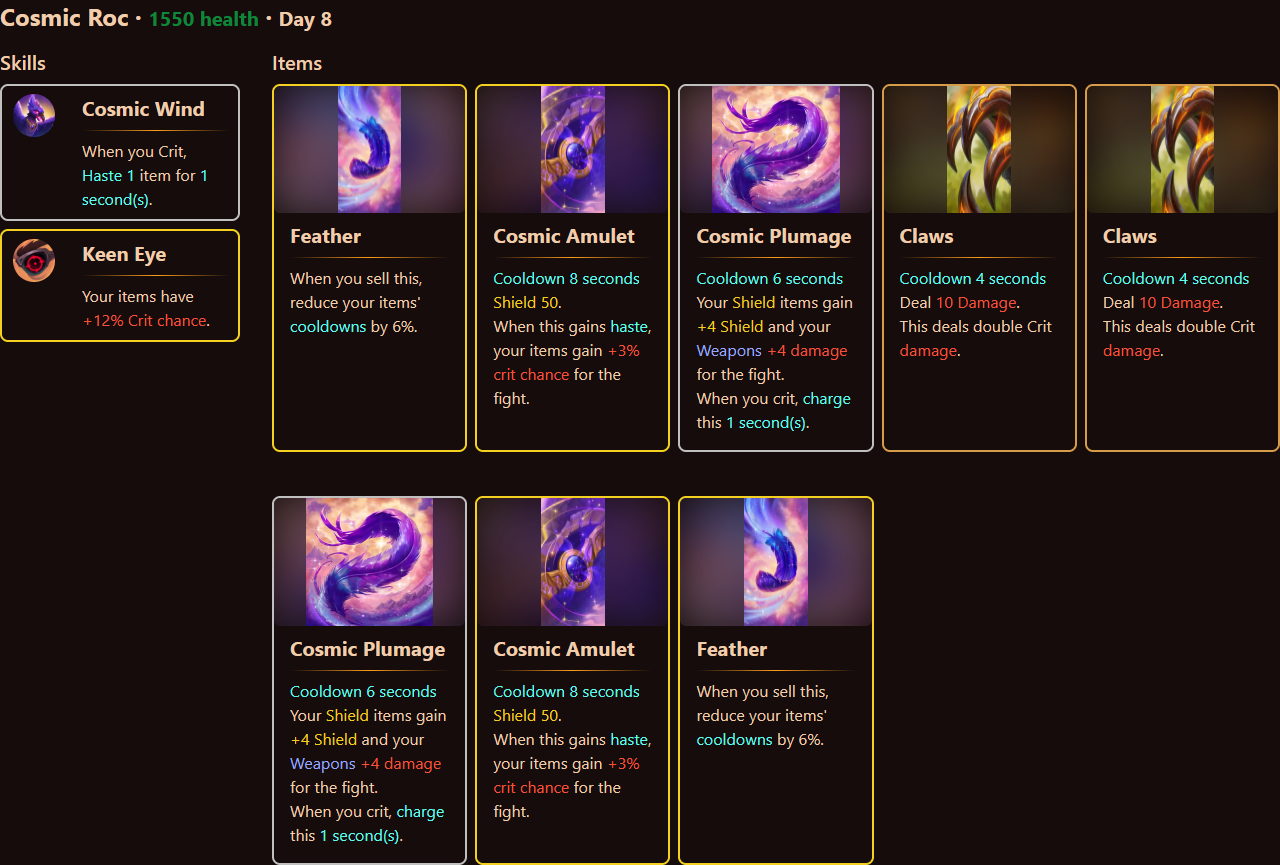 Cosmic Roc · 1550 health · Day 8
Skills
Items
Cosmic Wind
When you Crit,
Haste 1 item for 1
second(s).
Keen Eye
Your items have
+12% Crit chance.
Feather
When you sell this,
reduce your items'
cooldowns by 6%.
Cosmic Amulet
Cooldown 8 seconds
Shield 50.
When this gains haste,
your items gain +3%
crit chance for the
fight.
Cosmic Plumage
Cooldown 6 seconds
Your Shield items gain
+4 Shield and your
Weapons +4 damage
for the fight.
When you crit, charge
this 1 second(s).
Claws
Cooldown 4 seconds
Deal 10 Damage.
This deals double Crit
damage.
Claws
Cooldown 4 seconds
Deal 10 Damage.
This deals double Crit
damage.
Cosmic Plumage
Cooldown 6 seconds
Your Shield items gain
+4 Shield and your
Weapons +4 damage
for the fight.
When you crit, charge
this 1 second(s).
Cosmic Amulet
Cooldown 8 seconds
Shield 50.
When this gains haste,
your items gain +3%
crit chance for the
fight.
Feather
When you sell this,
reduce your items'
cooldowns by 6%.